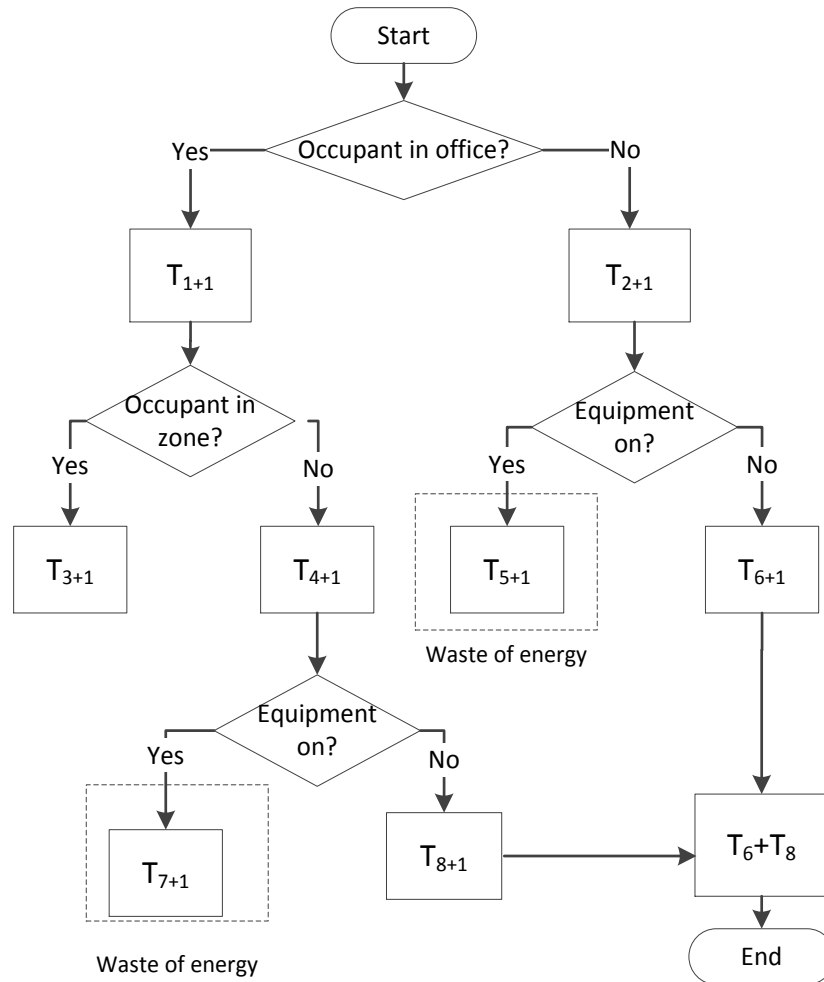 Start
Occupant in office?
Yes
No
T1+1
T2+1
Occupant in
zone?
Equipment
on?
Yes
No
Yes
No
T3+1
T4+1
T5+1
T6+1
Waste of energy
Equipment
on?
Yes
No
T7+1
T8+1
T6+T8
Waste of energy
End